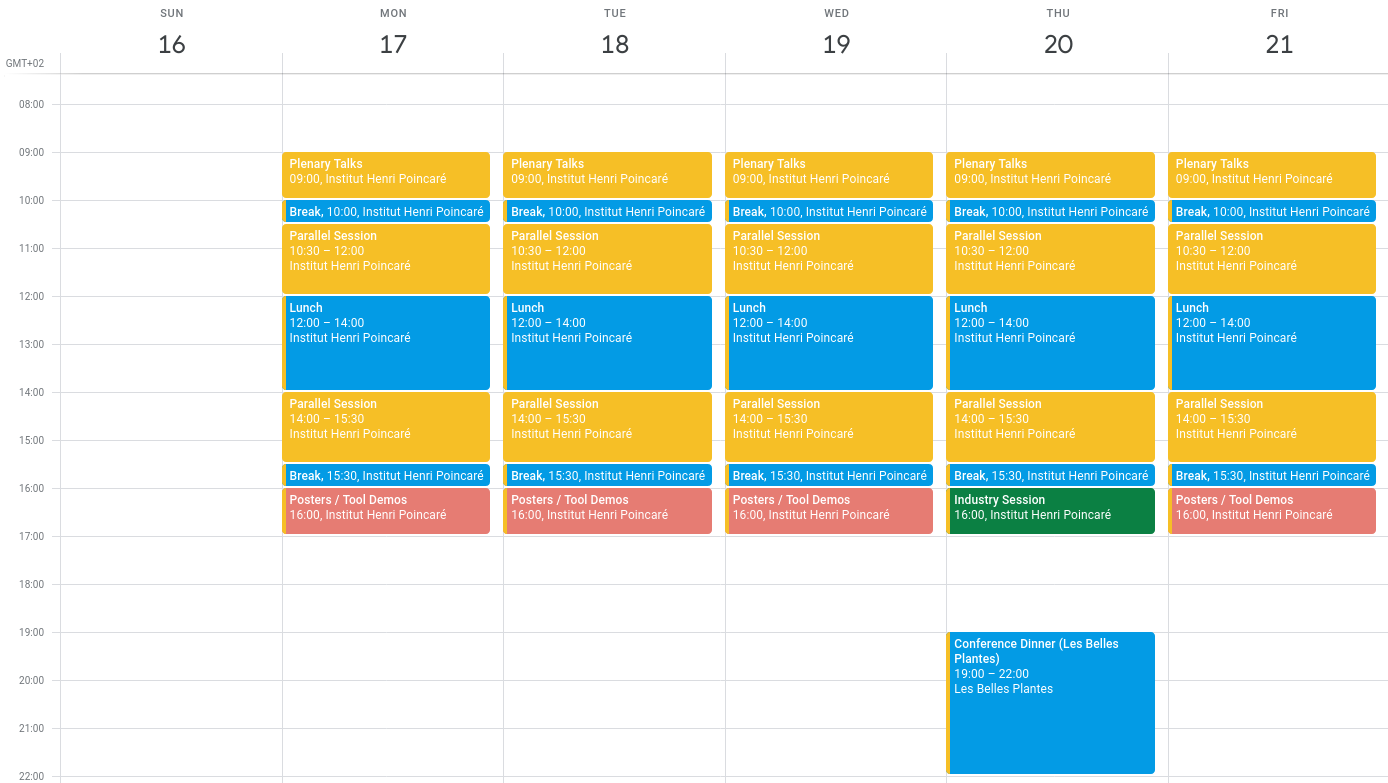 SUN
16
MON
17
TUE
18
WED
19
THU
20
FRI
21
GMT+02
08:00
09:00
10:00
11:00
12:00
13:00
14:00
15:00
16:00
17:00
18:00
19:00
20:00
21:00
22:00
Plenary Talks
09:00, Institut Henri Poincaré
Break, 10:00, Institut Henri Poincaré
Parallel Session
10:30 – 12:00
Institut Henri Poincaré
Lunch
12:00 – 14:00
Institut Henri Poincaré
Parallel Session
14:00 – 15:30
Institut Henri Poincaré
Break, 15:30, Institut Henri Poincaré
Posters / Tool Demos
16:00, Institut Henri Poincaré
Plenary Talks
09:00, Institut Henri Poincaré
Break, 10:00, Institut Henri Poincaré
Parallel Session
10:30 – 12:00
Institut Henri Poincaré
Lunch
12:00 – 14:00
Institut Henri Poincaré
Parallel Session
14:00 – 15:30
Institut Henri Poincaré
Break, 15:30, Institut Henri Poincaré
Posters / Tool Demos
16:00, Institut Henri Poincaré
Plenary Talks
09:00, Institut Henri Poincaré
Break, 10:00, Institut Henri Poincaré
Parallel Session
10:30 – 12:00
Institut Henri Poincaré
Lunch
12:00 – 14:00
Institut Henri Poincaré
Parallel Session
14:00 – 15:30
Institut Henri Poincaré
Break, 15:30, Institut Henri Poincaré
Posters / Tool Demos
16:00, Institut Henri Poincaré
Plenary Talks
09:00, Institut Henri Poincaré
Break, 10:00, Institut Henri Poincaré
Parallel Session
10:30 – 12:00
Institut Henri Poincaré
Lunch
12:00 – 14:00
Institut Henri Poincaré
Parallel Session
14:00 – 15:30
Institut Henri Poincaré
Break, 15:30, Institut Henri Poincaré
Industry Session
16:00, Institut Henri Poincaré
Conference Dinner (Les Belles
Plantes)
19:00 – 22:00
Les Belles Plantes
Plenary Talks
09:00, Institut Henri Poincaré
Break, 10:00, Institut Henri Poincaré
Parallel Session
10:30 – 12:00
Institut Henri Poincaré
Lunch
12:00 – 14:00
Institut Henri Poincaré
Parallel Session
14:00 – 15:30
Institut Henri Poincaré
Break, 15:30, Institut Henri Poincaré
Posters / Tool Demos
16:00, Institut Henri Poincaré